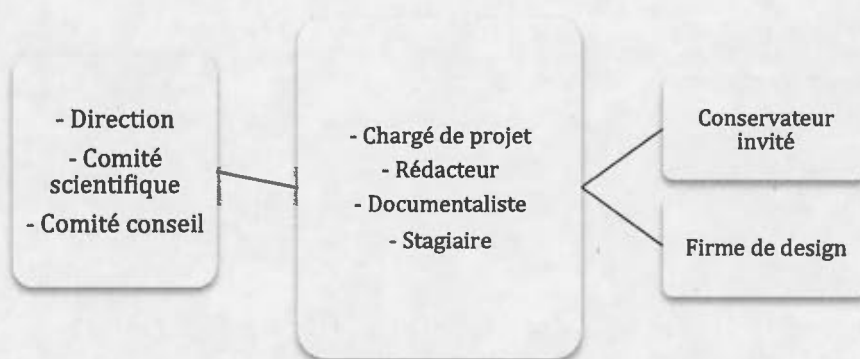 - Direction
- Comité
scientifique
- Comité conseil
- Chargé de projet
- Rédacteur
- Documentaliste
- Stagiaire
Conservateur
invité
Firme de design